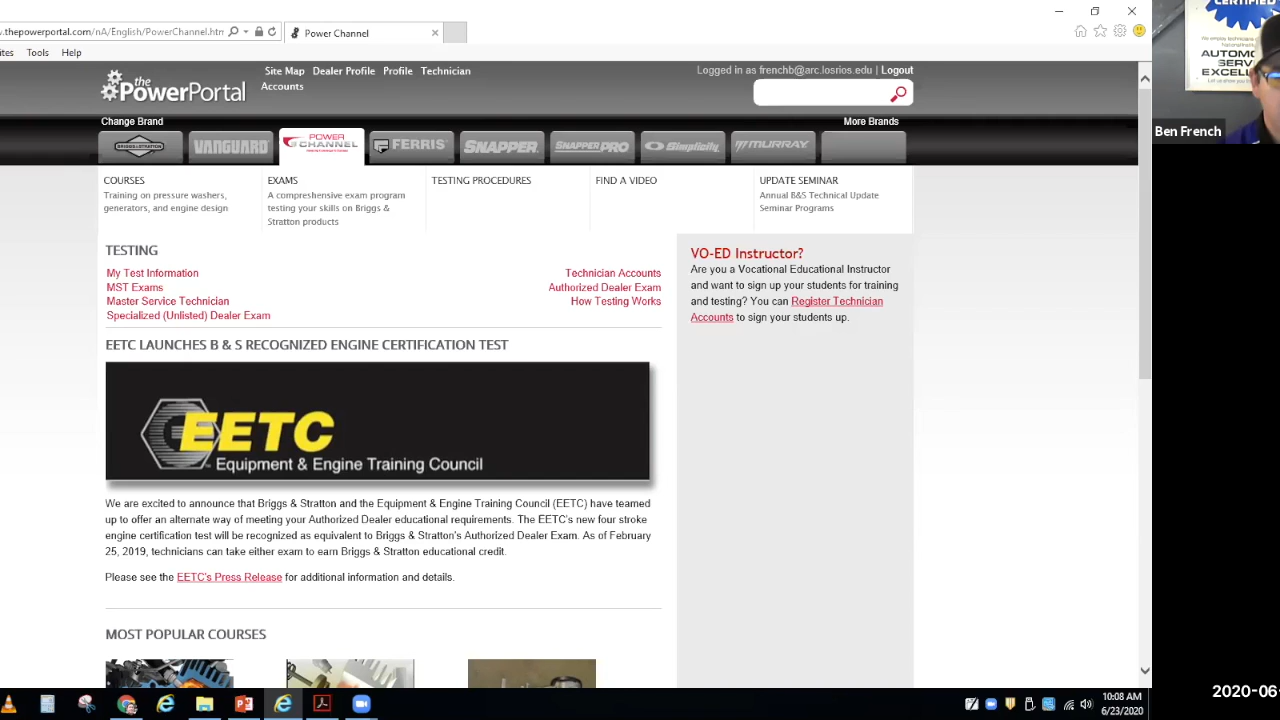 .thepowerportal.com/nA/English/PowerChannel.htm
Power Channel
Tools Help
CERTIFIED
Site Map Dealer Profile Profile Technician
Accounts
Logged in as frenchb@arc.losrios.edu | Logout
the
PowerPortal
Change Brand
More Brands
BRIGGS & STRATTON
VANGUARD
POWER
CHANNEL
FERRIS
SNAPPER
SNAPPER PRO
Simplicity
MURRAY
Ben French
COURSES
Training on pressure washers,
generators, and engine design
EXAMS
A comprehensive exam program
testing your skills on Briggs &
Stratton products
TESTING PROCEDURES
FIND A VIDEO
UPDATE SEMINAR
Annual B&S Technical Update
Seminar Programs
TESTING
My Test Information
MST Exams
Master Service Technician
Specialized (Unlisted) Dealer Exam
Technician Accounts
Authorized Dealer Exam
How Testing Works
VO-ED Instructor?
Are you a Vocational Educational Instructor
and want to sign up your students for training
and testing? You can Register Technician
Accounts to sign your students up.
EETC LAUNCHES B & S RECOGNIZED ENGINE CERTIFICATION TEST
EETC
Equipment & Engine Training Council
We are excited to announce that Briggs & Stratton and the Equipment & Engine Training Council (EETC) have teamed
up to offer an alternate way of meeting your Authorized Dealer educational requirements. The EETC's new four stroke
engine certification test will be recognized as equivalent to Briggs & Stratton's Authorized Dealer Exam. As of February
25, 2019, technicians can take either exam to earn Briggs & Stratton educational credit.
Please see the EETC's Press Release for additional information and details.
MOST POPULAR COURSES
10:08 AM
6/23/2020
2020-06-